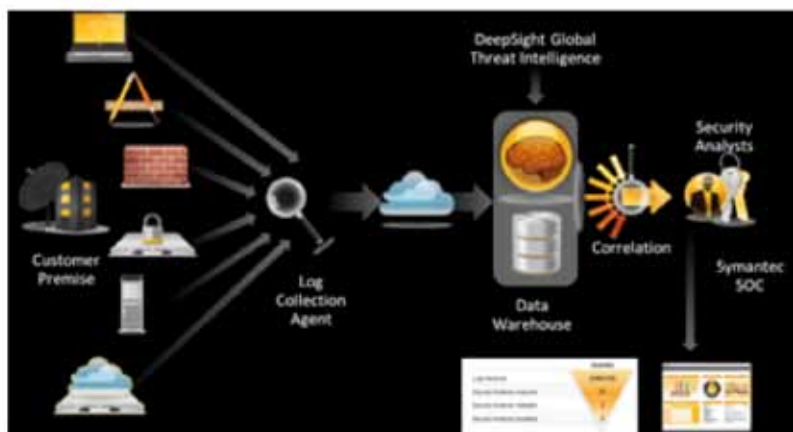 DeepSight Global
Threat Intelligence
Security
Analysts
Customer
Premise
Log
Collection
Agent
Data
Warehouse
Correlation
Symantec
SOC